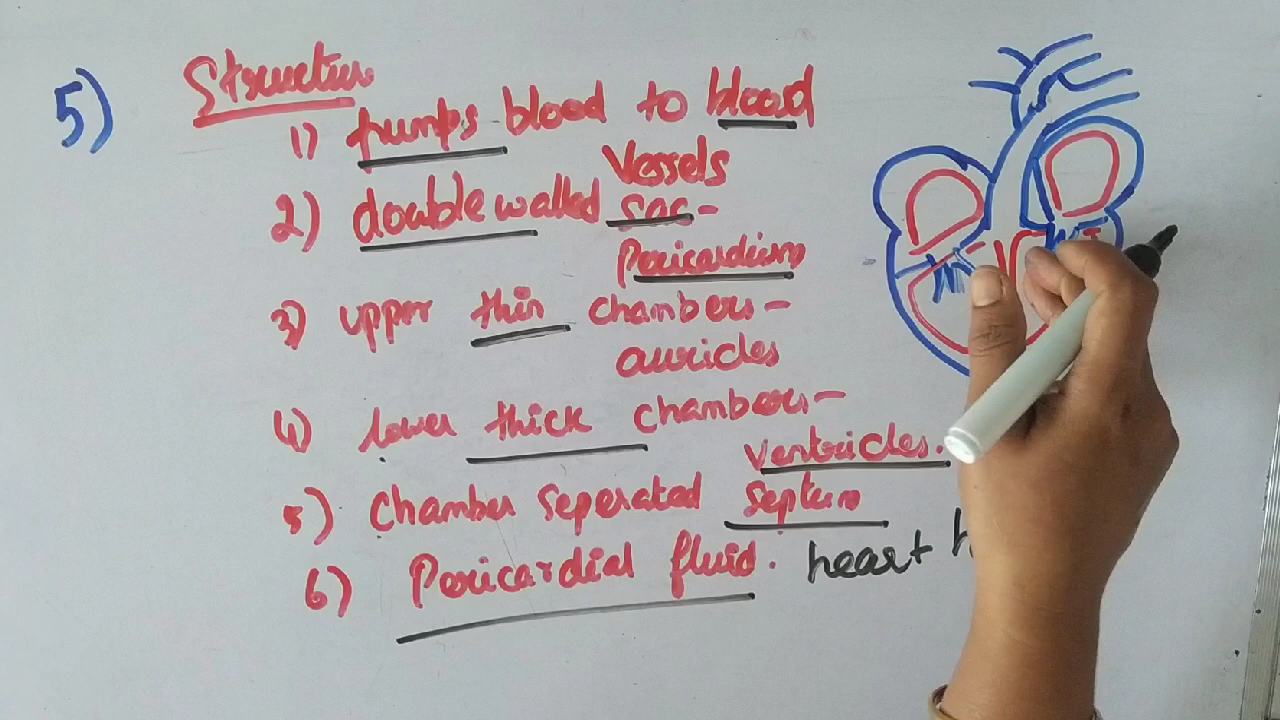 5)
Structure
1) pumps blood to blood
vessels
2) double walled sac-
Pericardium
3) upper thin chambers-
auricles
4) lower thick chambers-
ventricles.
5) Chamber seperated septum
6) Pericardial fluid. heart h